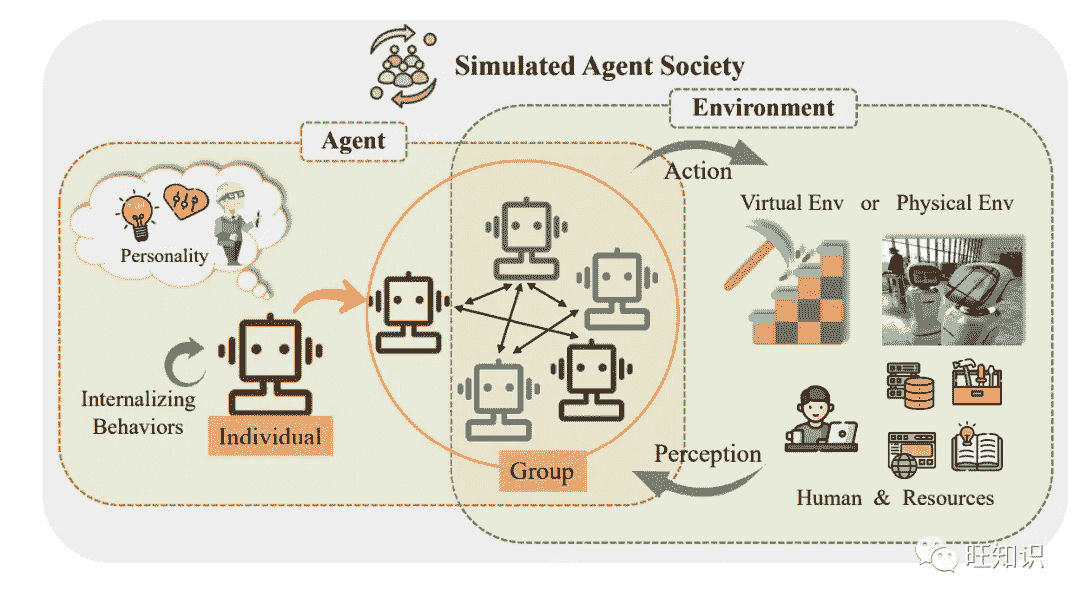 Simulated Agent Society
Environment
Agent
Action
Virtual Env or Physical Env
Personality
Internalizing
Behaviors
Individual
Group
Perception
Human & Resources
旺知识